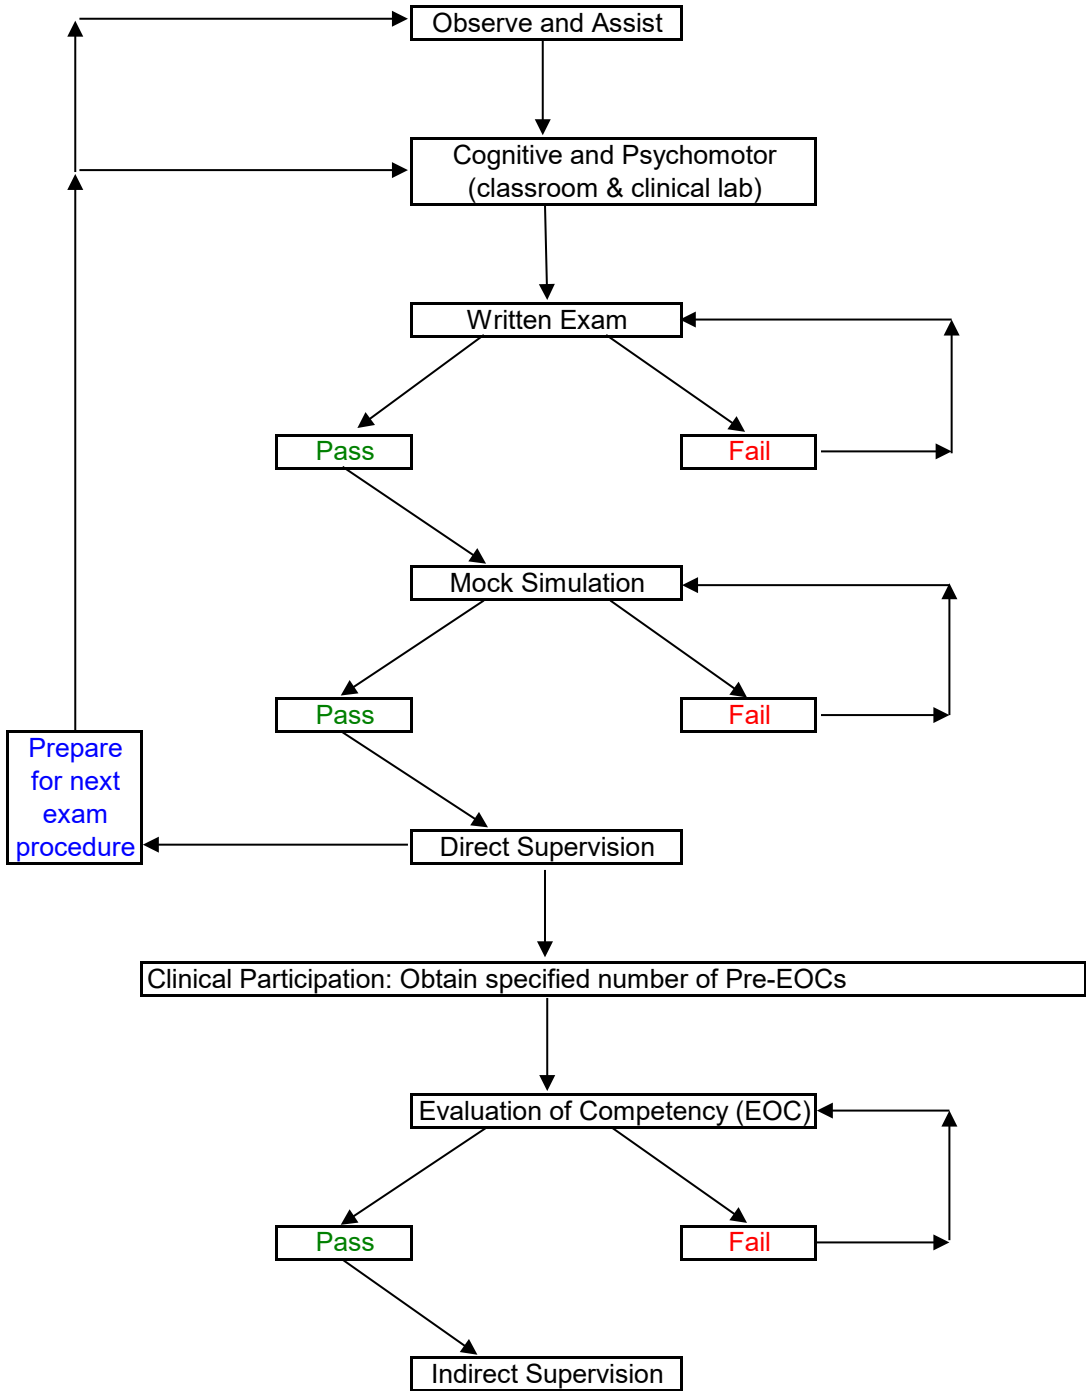 Observe and Assist
Cognitive and Psychomotor
(classroom & clinical lab)
Written Exam
Pass
Fail
Mock Simulation
Pass
Fail
Prepare
for next
exam
procedure
Direct Supervision
Clinical Participation: Obtain specified number of Pre-EOCs
Evaluation of Competency (EOC)
Pass
Fail
Indirect Supervision